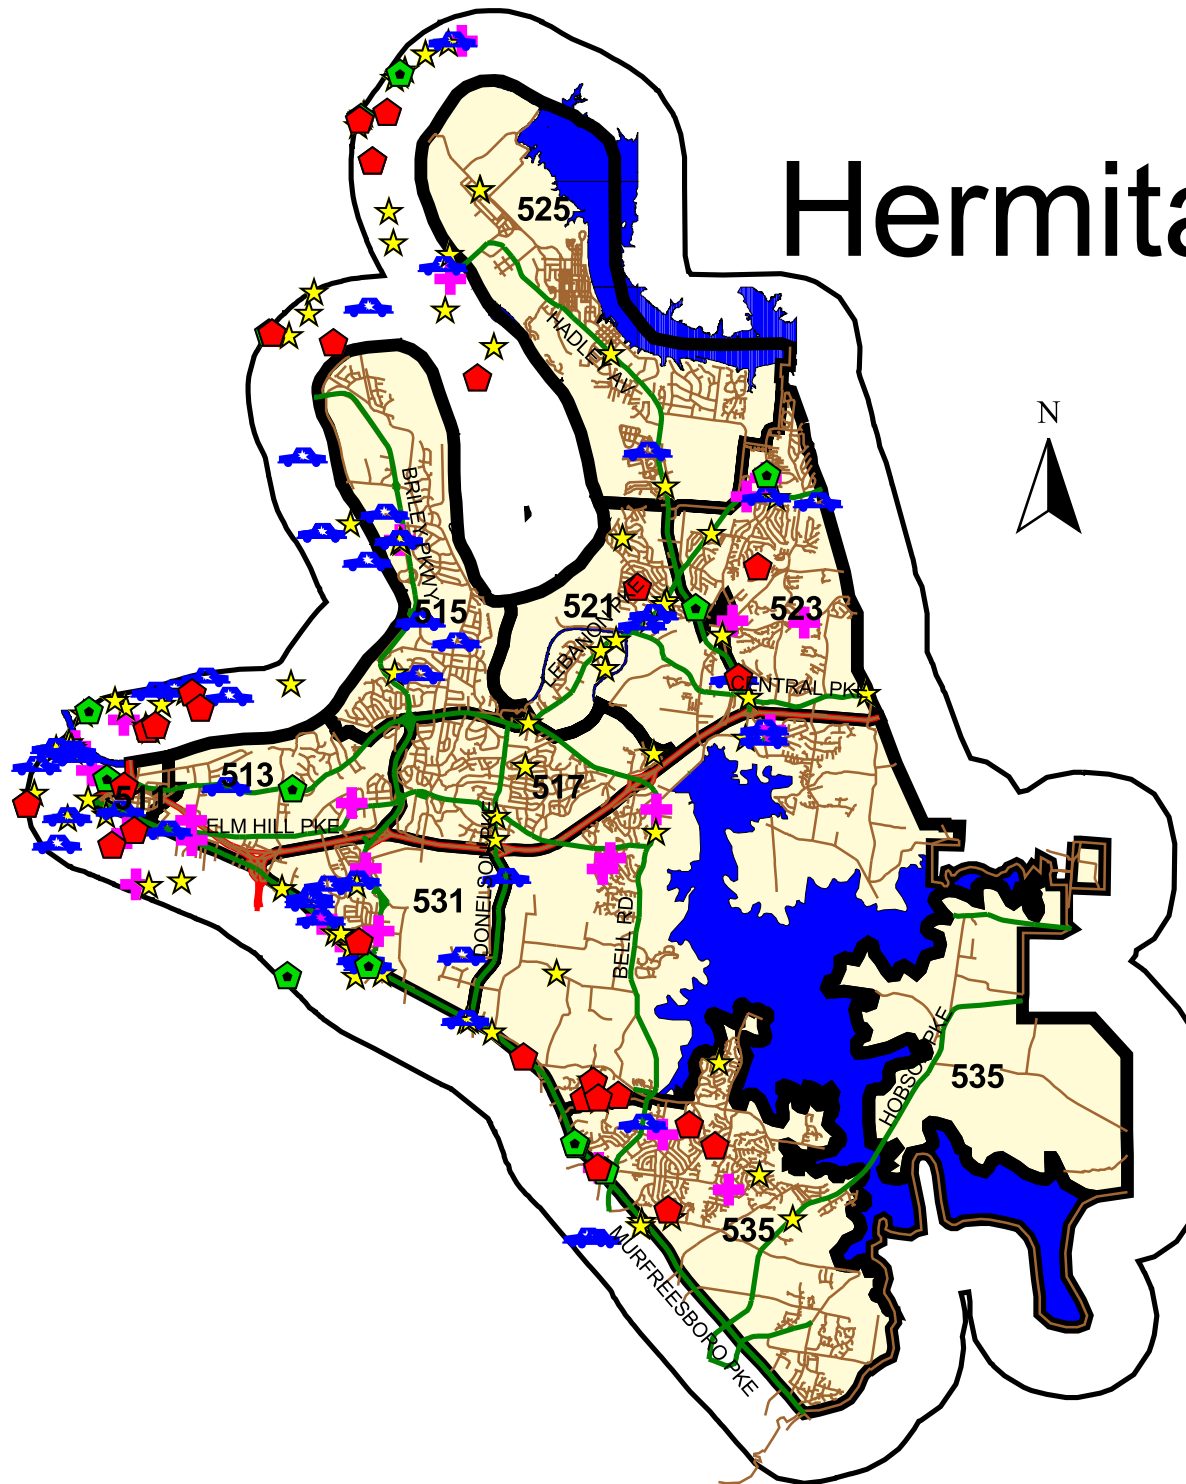 Hermita
525
HADLEY AV
N
BRILEY PKWY
515
521
LEBANON PKE
523
CENTRAL PKE
513
511
517
ELM HILL PKE
DONELSON PKE
531
BELL RD
HOBSON PKE
535
535
MURFREESBORO PKE